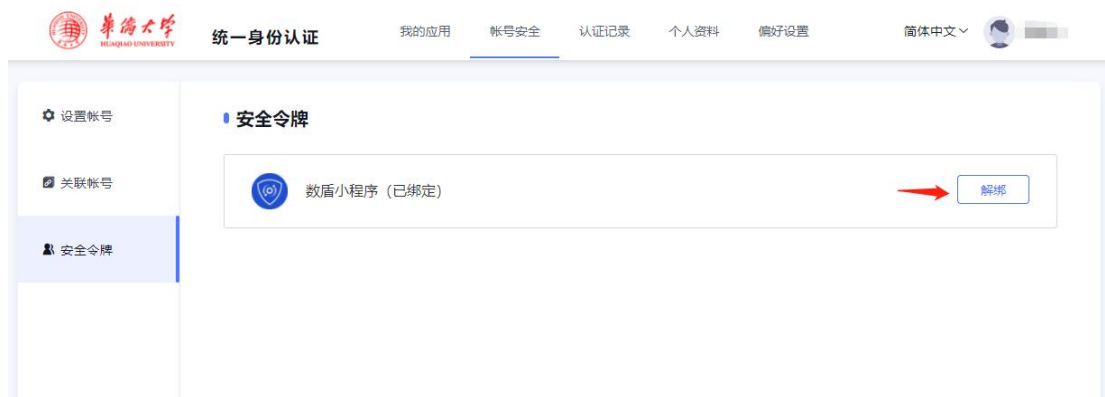 華僑大学
HUAQIAO UNIVERSITY
统一身份认证
我的应用
帐号安全
认证记录
个人资料
偏好设置
简体中文
设置帐号
关联帐号
安全令牌
安全令牌
数盾小程序（已绑定）
解绑